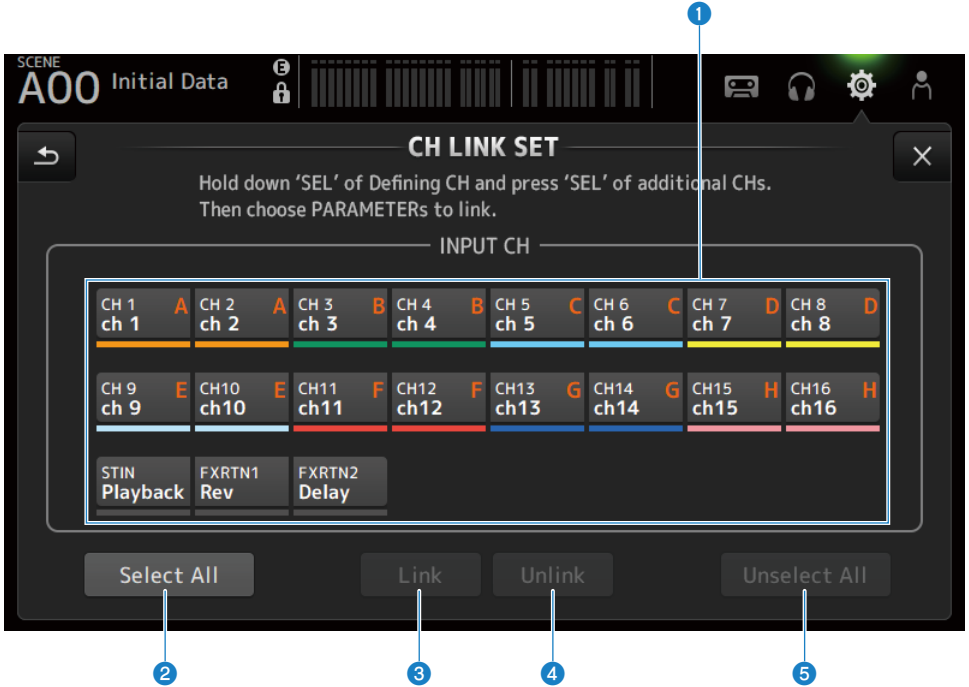 1
SCENE
A00 Initial Data
E
CH LINK SET
Hold down ‘SEL’ of Defining CH and press ‘SEL’ of additional CHs.
Then choose PARAMETERs to link.
INPUT CH
CH 1 A CH 2 A CH 3 B CH 4 B CH 5 C CH 6 C CH 7 D CH 8 D
ch 1 ch 2 ch 3 ch 4 ch 5 ch 6 ch 7 ch 8
CH 9 E CH10 E CH11 F CH12 F CH13 G CH14 G CH15 H CH16 H
ch 9 ch10 ch11 ch12 ch13 ch14 ch15 ch16
STIN FXRTN1 FXRTN2
Playback Rev Delay
Select All Link Unlink Unselect All
2 3 4 5